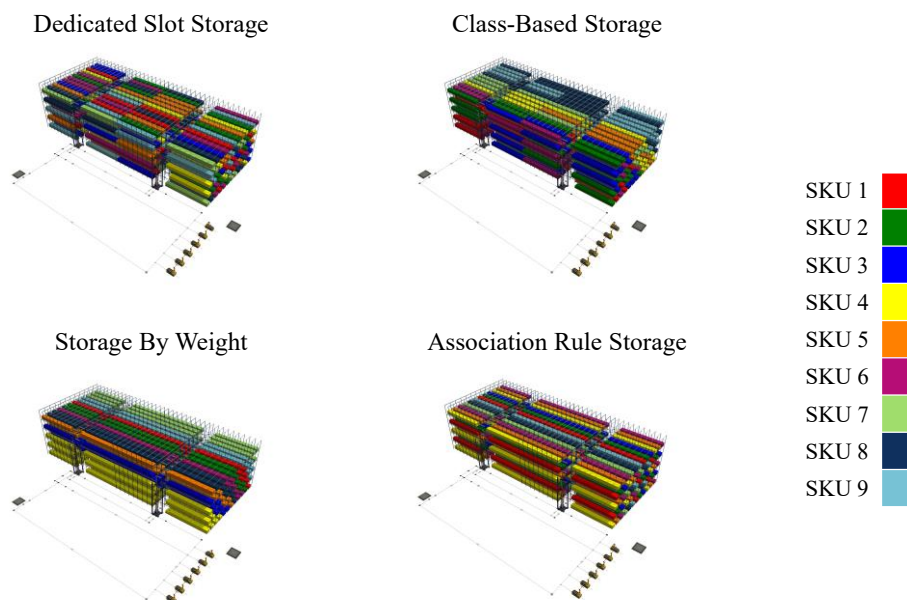 Dedicated Slot Storage
Class-Based Storage
Storage By Weight
Association Rule Storage
SKU 1
SKU 2
SKU 3
SKU 4
SKU 5
SKU 6
SKU 7
SKU 8
SKU 9